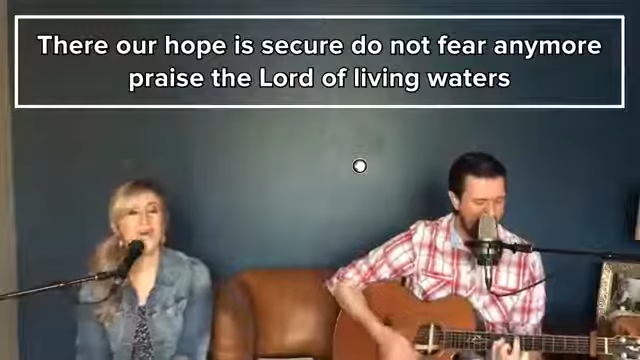 There our hope is secure do not fear anymore
praise the Lord of living waters